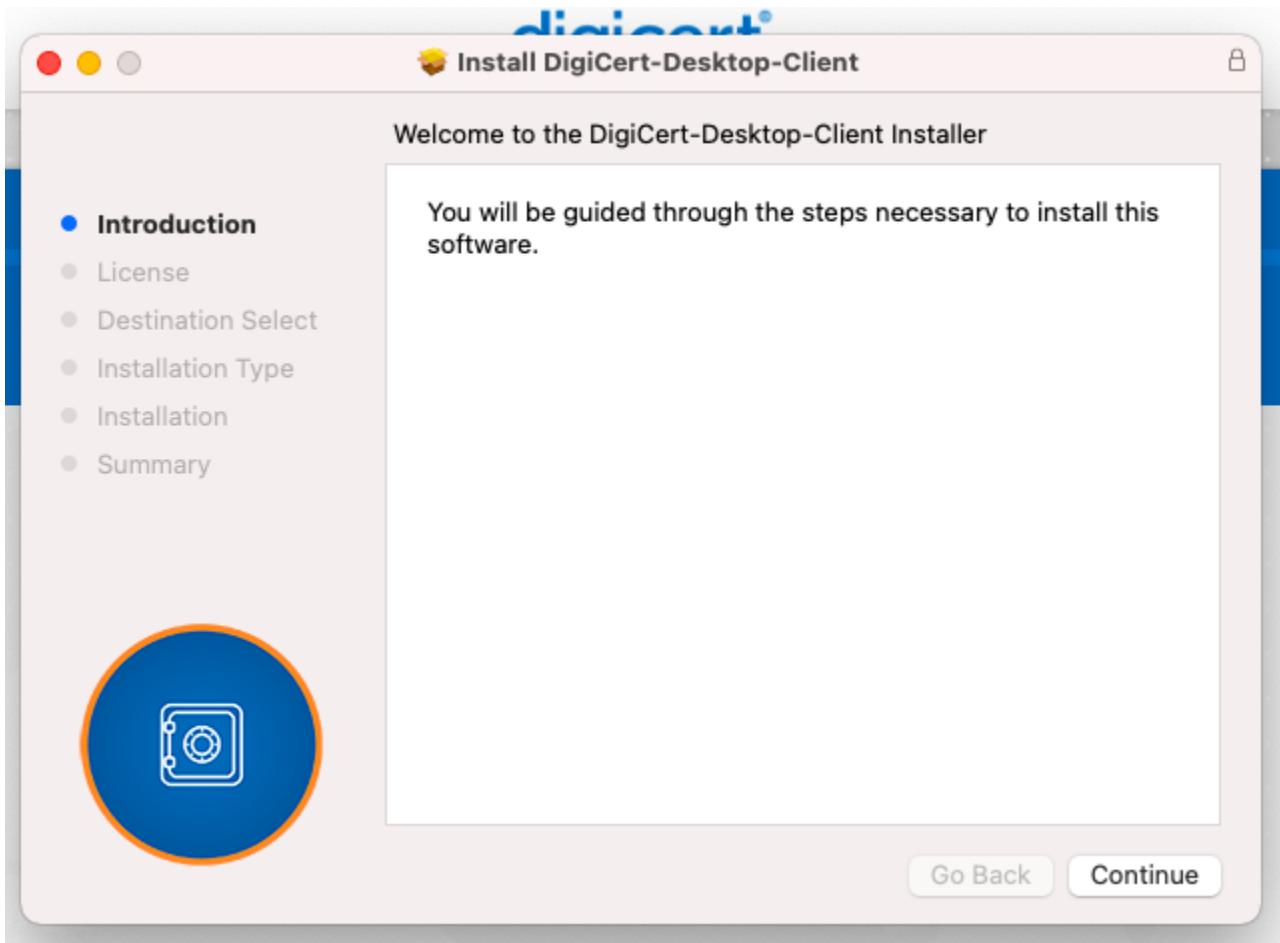 digicert®
Install DigiCert-Desktop-Client
Welcome to the DigiCert-Desktop-Client Installer
Introduction
License
Destination Select
Installation Type
Installation
Summary
You will be guided through the steps necessary to install this
software.
Go Back
Continue